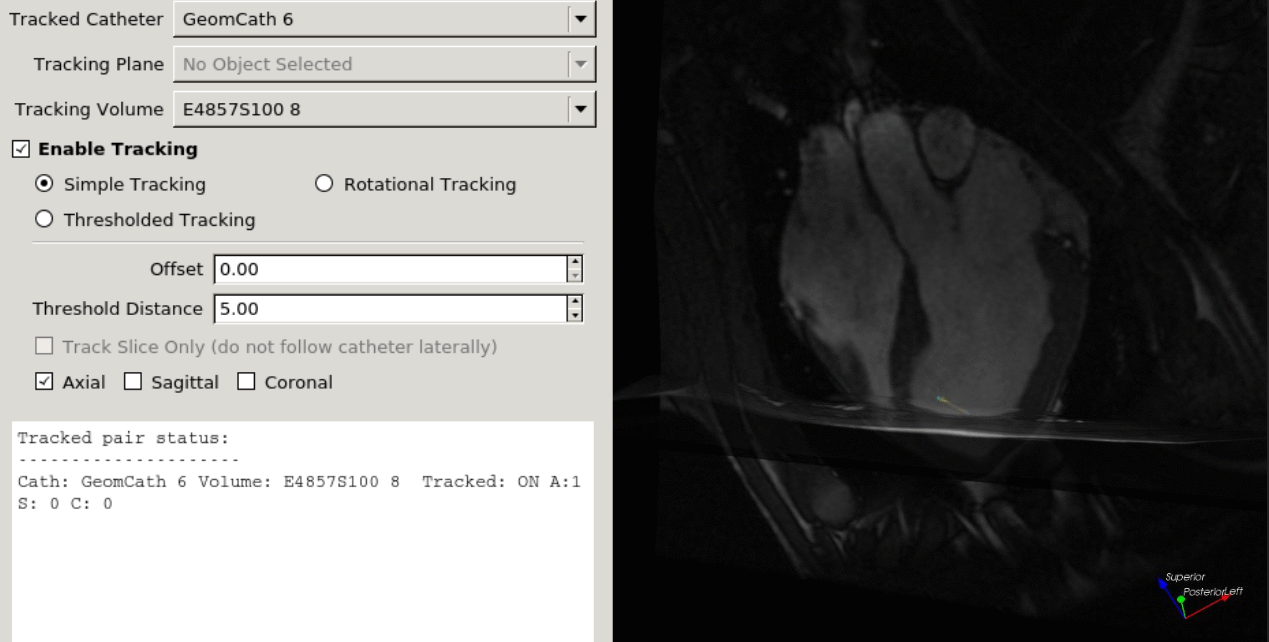 Tracked Catheter GeomCath 6
Tracking Plane No Object Selected
Tracking Volume E4857S100 8
Enable Tracking
Simple Tracking Rotational Tracking
Thresholded Tracking
Offset 0.00
Threshold Distance 5.00
Track Slice Only (do not follow catheter laterally)
Axial Sagittal Coronal
Tracked pair status:
---------------------
Cath: GeomCath 6 Volume: E4857S100 8  Tracked: ON A:1
S: 0 C: 0
Superior
Posterior Left